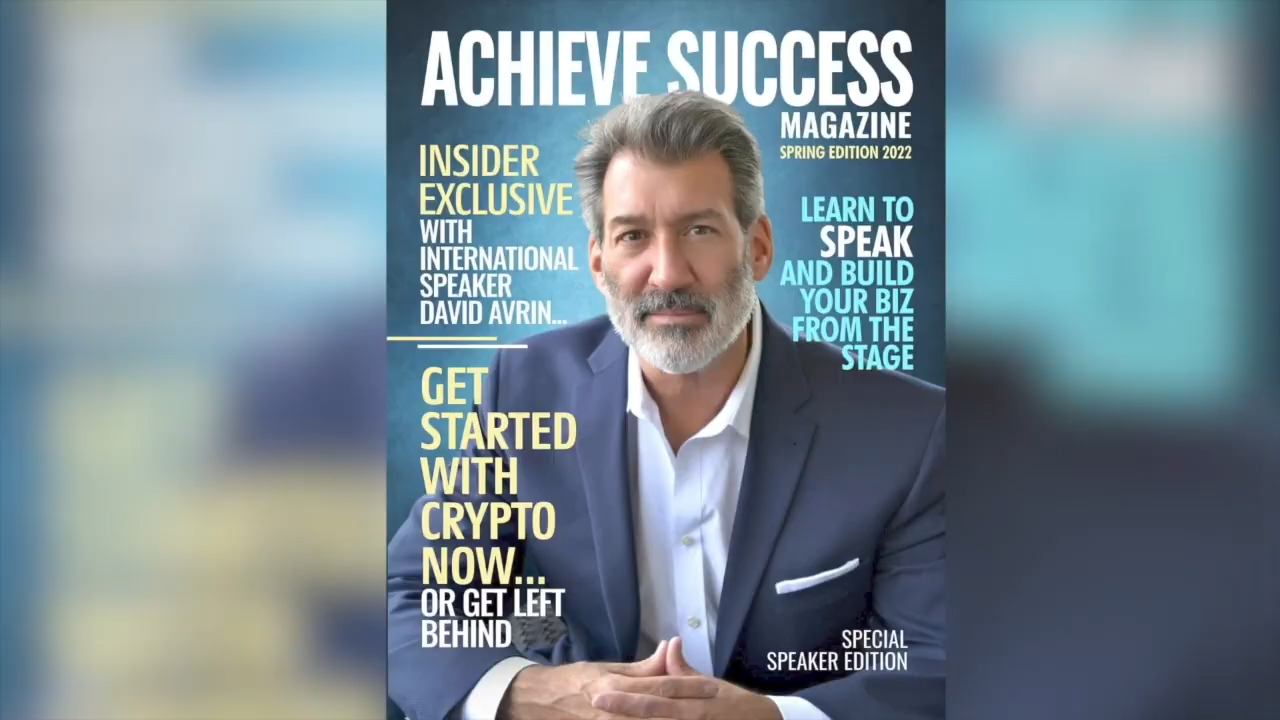 ACHIEVE SUCCESS
MAGAZINE
SPRING EDITION 2022
INSIDER
EXCLUSIVE
WITH
INTERNATIONAL
SPEAKER
DAVID AVRIN...
LEARN TO
SPEAK
AND BUILD
YOUR BIZ
FROM THE
STAGE
GET
STARTED
WITH
CRYPTO
NOW...
OR GET LEFT
BEHIND
SPECIAL
SPEAKER EDITION